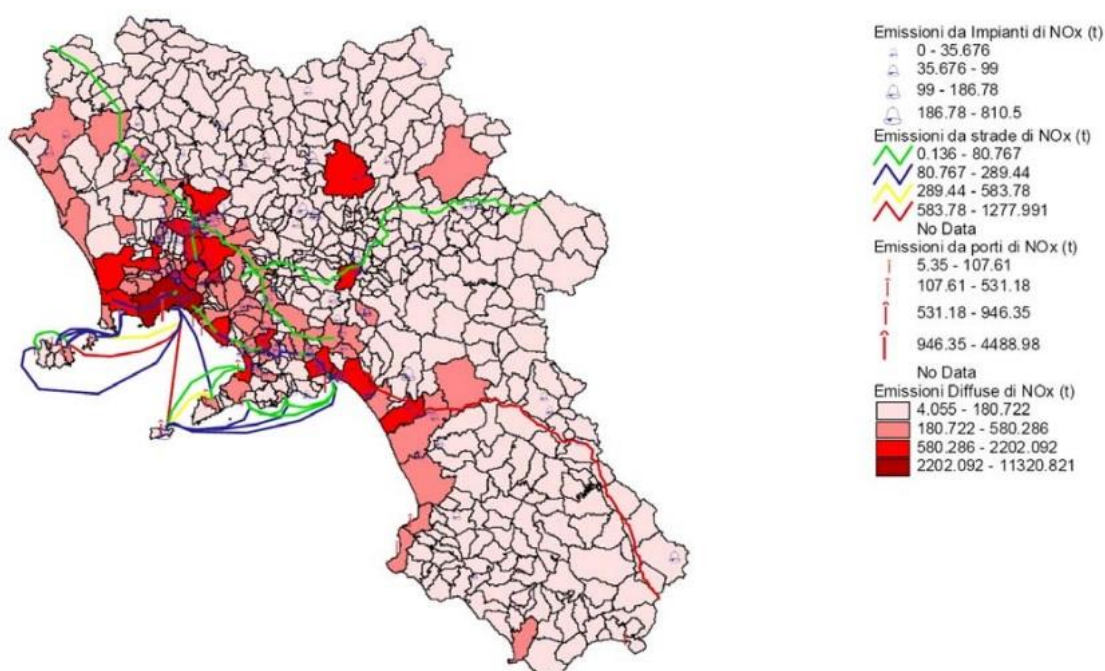 Emissioni da Impianti di NOx (t)
0 - 35.676
35.676 - 99
99 - 186.78
186.78 - 810.5
Emissioni da strade di NOx (t)
0.136 - 80.767
80.767 - 289.44
289.44 - 583.78
583.78 - 1277.991
No Data
Emissioni da porti di NOx (t)
5.35 - 107.61
107.61 - 531.18
531.18 - 946.35
946.35 - 4488.98
No Data
Emissioni Diffuse di NOx (t)
4.055 - 180.722
180.722 - 580.286
580.286 - 2202.092
2202.092 - 11320.821